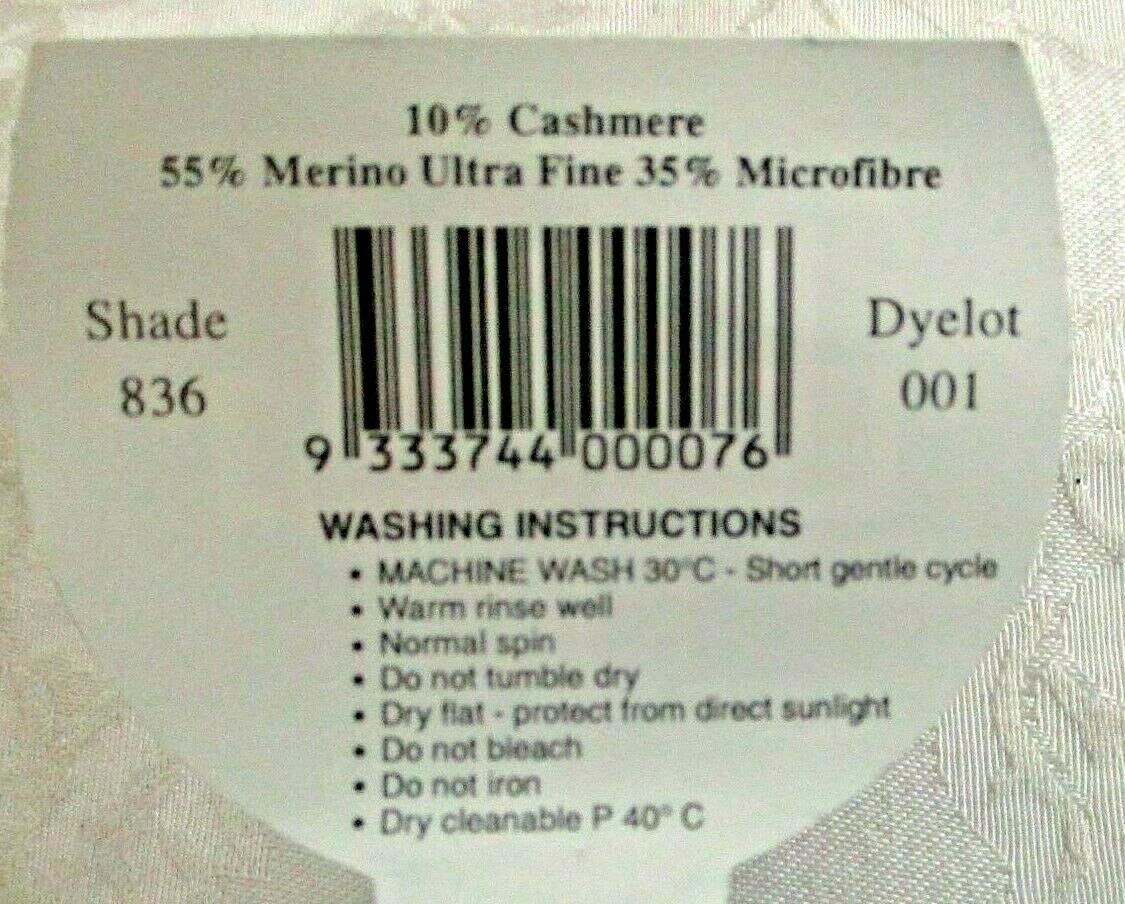 10% Cashmere
55% Merino Ultra Fine 35% Microfibre
Shade
836
Dyelot
001
9 333744 000076
WASHING INSTRUCTIONS
• MACHINE WASH 30°C - Short gentle cycle
• Warm rinse well
• Normal spin
• Do not tumble dry
• Dry flat - protect from direct sunlight
• Do not bleach
• Do not iron
• Dry cleanable P 40° C